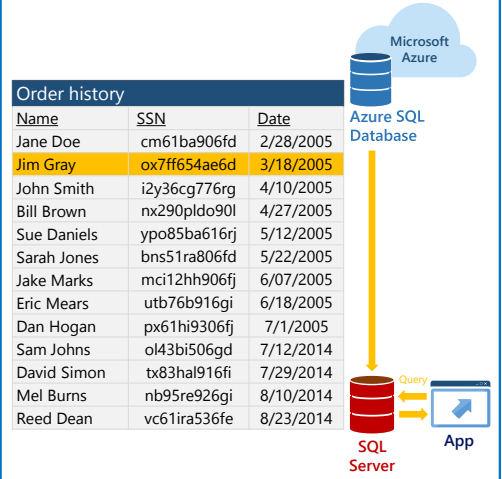 Microsoft
Azure
Order history
Name SSN Date
Azure SQL
Database
Jane Doe cm61ba906fd 2/28/2005
Jim Gray ox7ff654ae6d 3/18/2005
John Smith i2y36cg776rg 4/10/2005
Bill Brown nx290pldo90l 4/27/2005
Sue Daniels ypo85ba616rj 5/12/2005
Sarah Jones bns51ra806fd 5/22/2005
Jake Marks mci12hh906fj 6/07/2005
Eric Mears utb76b916gi 6/18/2005
Dan Hogan px61hi9306fj 7/1/2005
Sam Johns ol43bi506gd 7/12/2014
David Simon tx83hal916fi 7/29/2014
Mel Burns nb95re926gi 8/10/2014
Reed Dean vc61ira536fe 8/23/2014
Query
App
SQL
Server